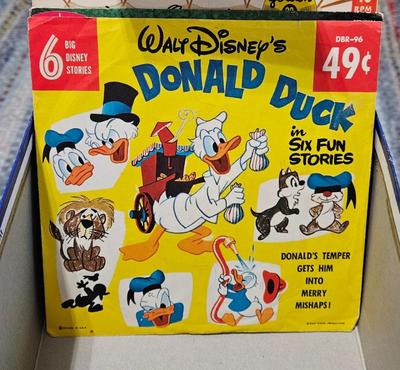 RPM
6
BIG
DISNEY
STORIES
WALT DISNEY'S
DONALD DUCK
in
SIX FUN
STORIES
DBR-96
49¢
DONALD'S TEMPER
GETS HIM
INTO
MERRY
MISHAPS!